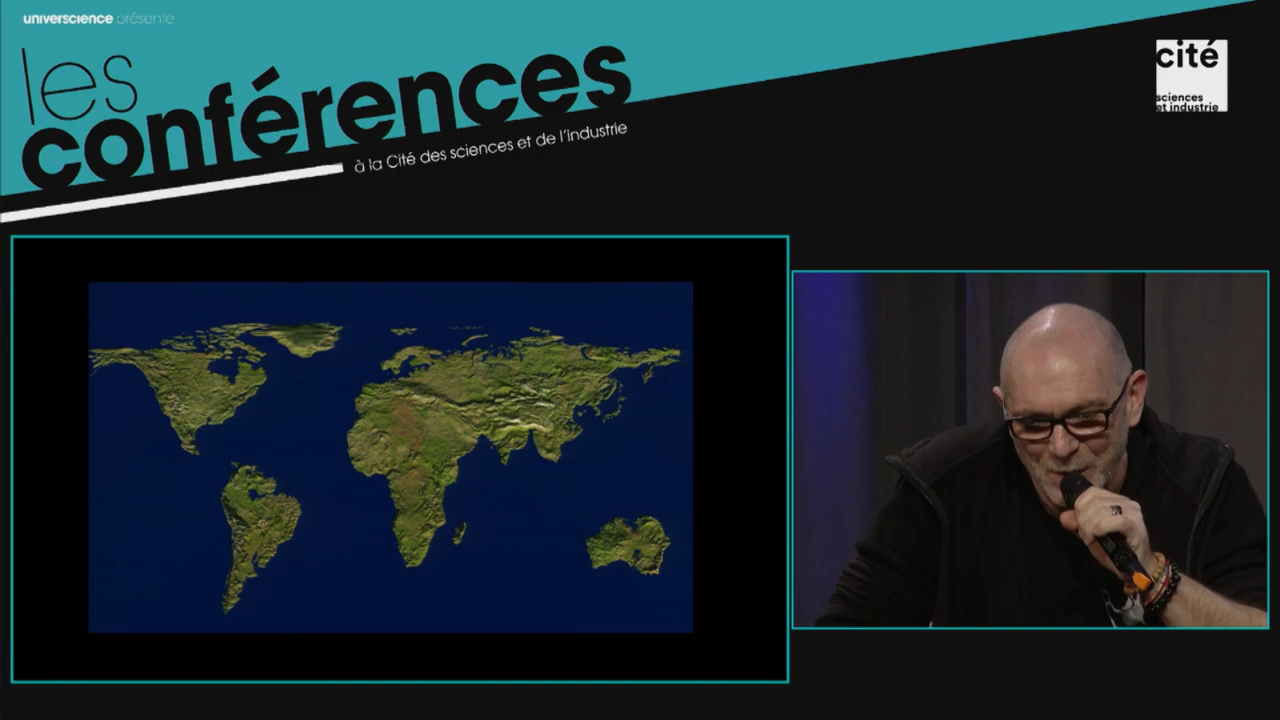 universcience présente
les
conférences
à la Cité des sciences et de l'industrie
cité
sciences
et industrie